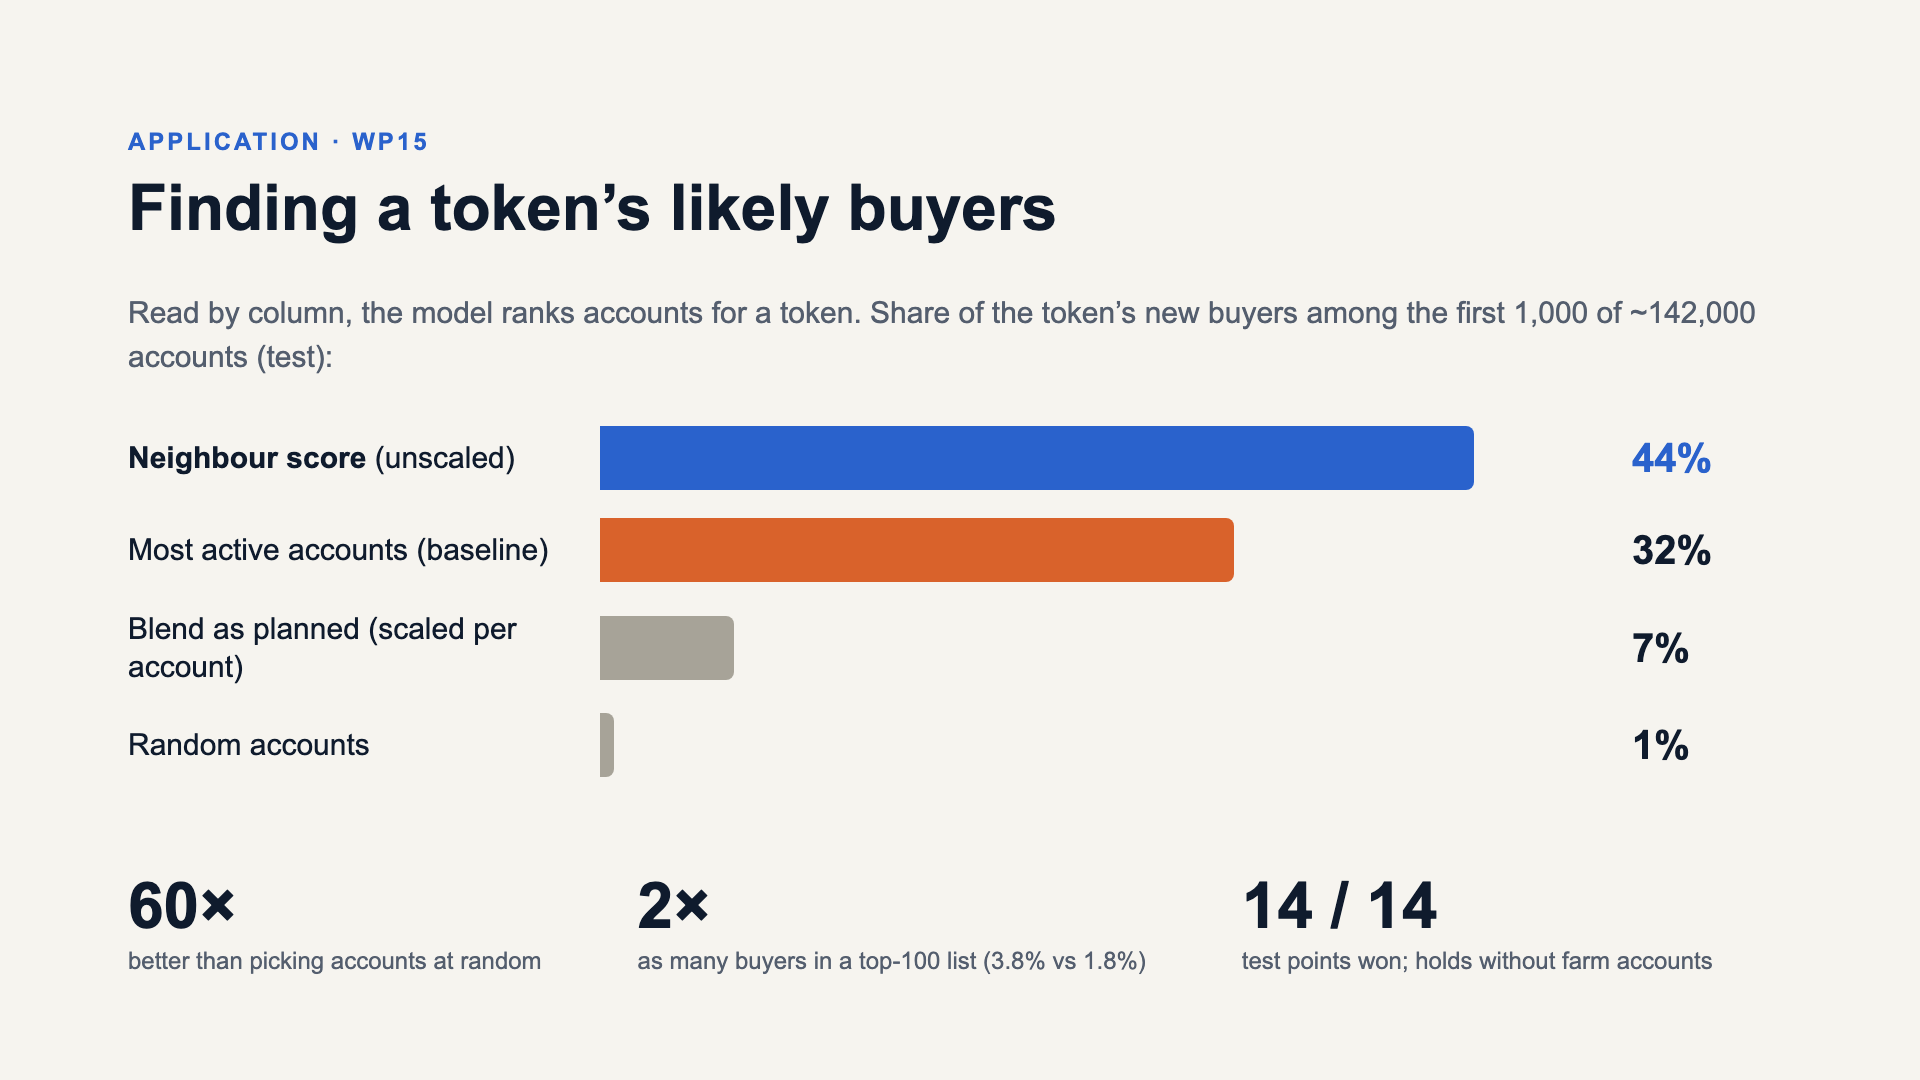 APPLICATION · WP15
Finding a token’s likely buyers
Read by column, the model ranks accounts for a token. Share of the token’s new buyers among the first 1,000 of ~142,000
accounts (test):
Neighbour score (unscaled)
44%
Most active accounts (baseline)
32%
Blend as planned (scaled per
account)
7%
Random accounts
1%
60×
better than picking accounts at random
2×
as many buyers in a top-100 list (3.8% vs 1.8%)
14 / 14
test points won; holds without farm accounts